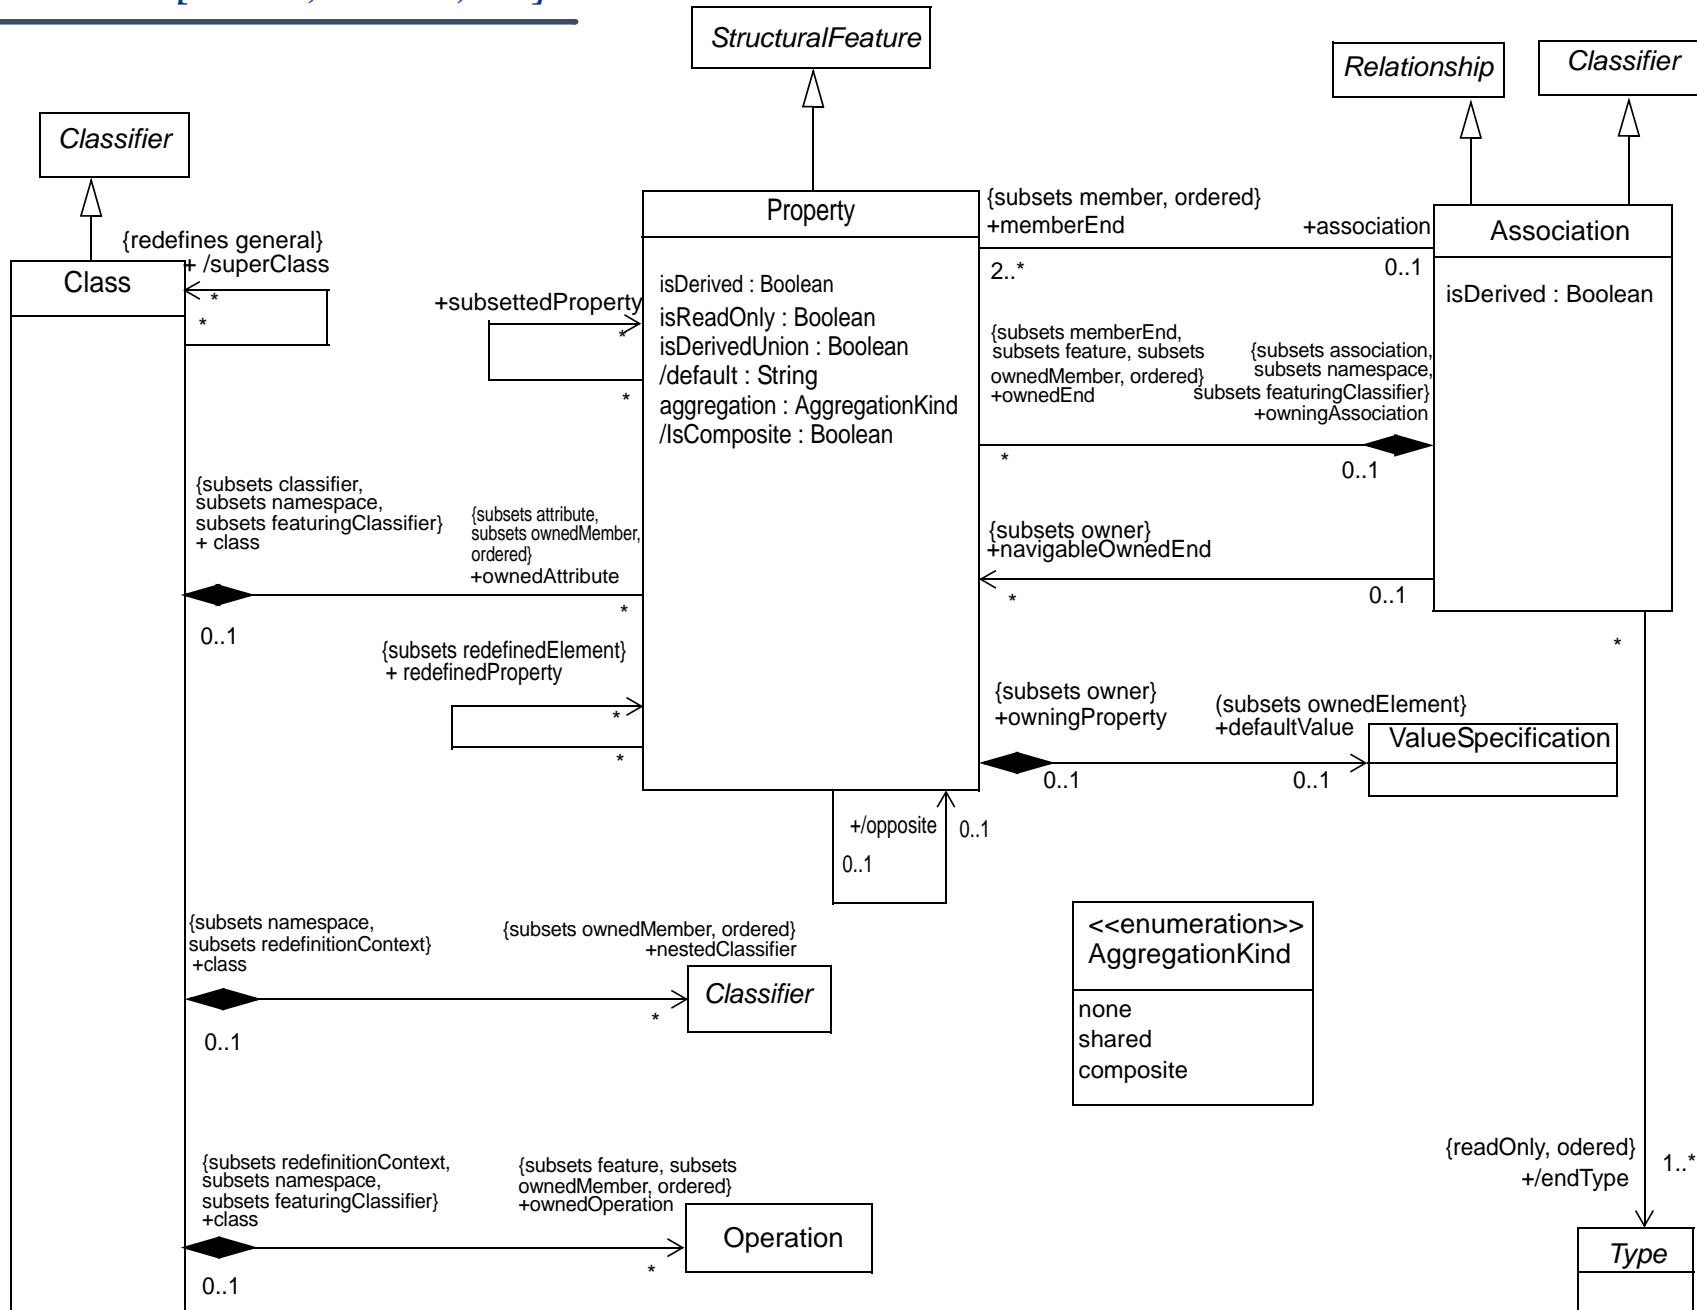 StructuralFeature
Relationship
Classifier
Classifier
{redefines general}
+ /superClass
*
*
Class
+subsettedProperty
*
*
Property
isDerived : Boolean
isReadOnly : Boolean
isDerivedUnion : Boolean
/default : String
aggregation : AggregationKind
/IsComposite : Boolean
{subsets member, ordered}
+memberEnd
2..*
+association
0..1
Association
isDerived : Boolean
{subsets memberEnd,
subsets feature, subsets
ownedMember, ordered}
+ownedEnd
*
{subsets association,
subsets namespace,
subsets featuringClassifier}
+owningAssociation
0..1
{subsets classifier,
subsets namespace,
subsets featuringClassifier}
+ class
0..1
{subsets attribute,
subsets ownedMember,
ordered}
+ownedAttribute
*
{subsets owner}
+navigableOwnedEnd
*
0..1
{subsets redefinedElement}
+ redefinedProperty
*
*
{subsets owner}
+owningProperty
0..1
(subsets ownedElement}
+defaultValue
0..1
ValueSpecification
*
+/opposite
0..1
0..1
{subsets namespace,
subsets redefinitionContext}
+class
0..1
{subsets ownedMember, ordered}
+nestedClassifier
*
Classifier
<<enumeration>>
AggregationKind
none
shared
composite
{subsets redefinitionContext,
subsets namespace,
subsets featuringClassifier}
+class
0..1
{subsets feature, subsets
ownedMember, ordered}
+ownedOperation
*
Operation
{readOnly, odered}
+/endType
1..*
Type